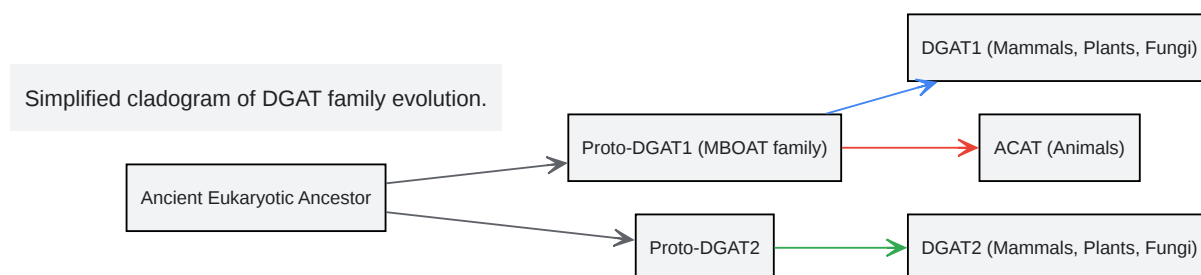 DGAT1 (Mammals, Plants, Fungi)
Simplified cladogram of DGAT family evolution.
Proto-DGAT1 (MBOAT family)
ACAT (Animals)
Ancient Eukaryotic Ancestor
Proto-DGAT2
DGAT2 (Mammals, Plants, Fungi)